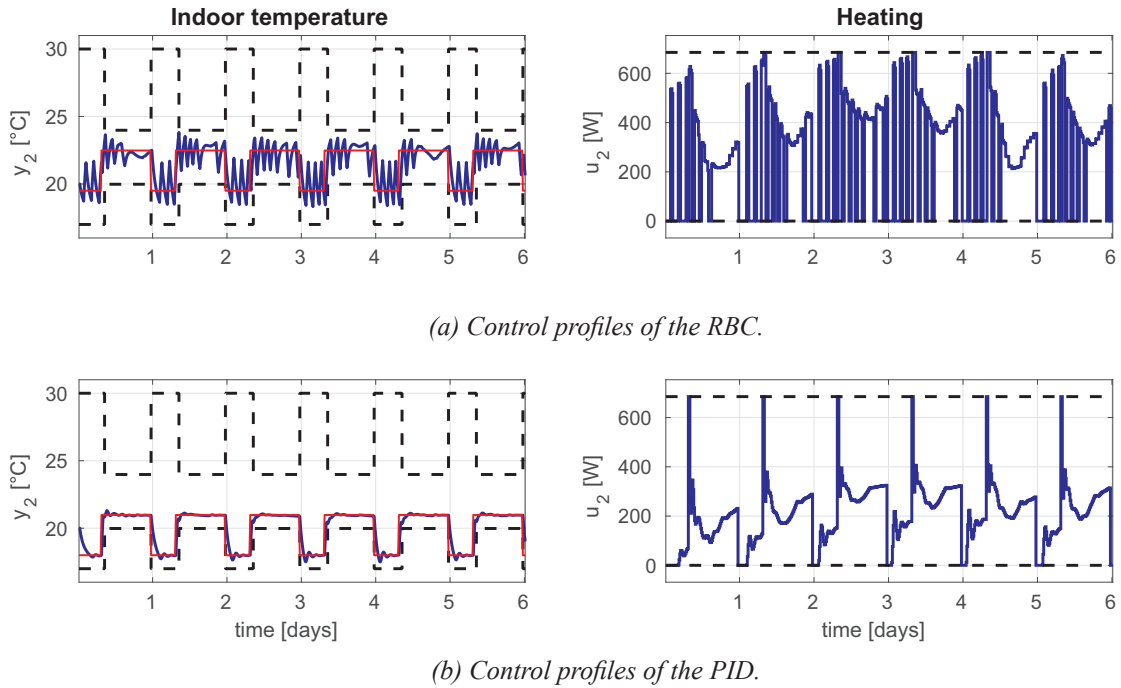 Indoor temperature
Heating
30
25
20
y2 [°C]
1 2 3 4 5 6
600
400
200
0
u2 [W]
1 2 3 4 5 6
(a) Control profiles of the RBC.
30
25
20
y2 [°C]
1 2 3 4 5 6
time [days]
600
400
200
0
u2 [W]
1 2 3 4 5 6
time [days]
(b) Control profiles of the PID.